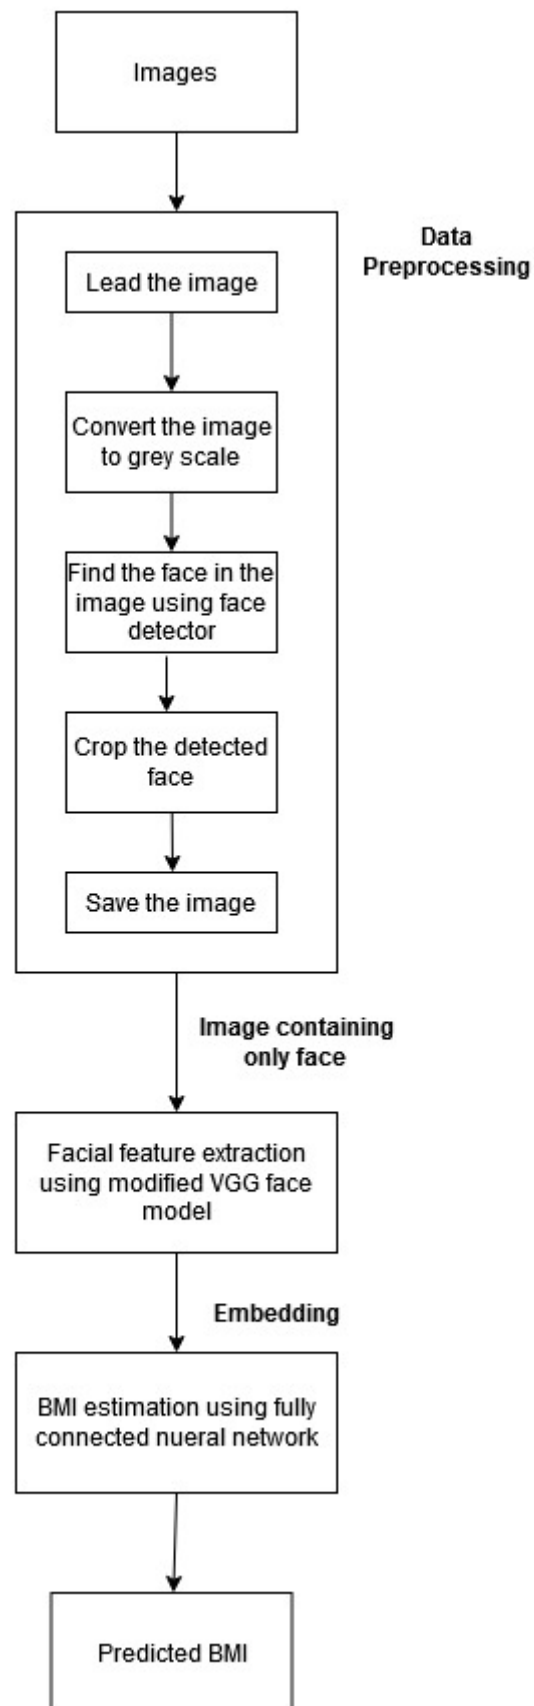 Images
Data
Preprocessing
Lead the image
Convert the image
to grey scale
Find the face in the
image using face
detector
Crop the detected
face
Save the image
Image containing
only face
Facial feature extraction
using modified VGG face
model
Embedding
BMI estimation using fully
connected nueral network
Predicted BMI